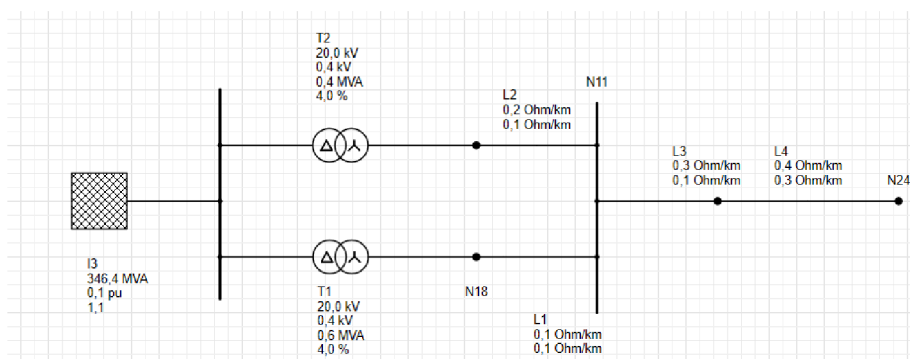 T2
20,0 kV
0,4 kV
0,4 MVA
4,0 %
N11
L2
0,2 Ohm/km
0,1 Ohm/km
L3
0,3 Ohm/km
0,1 Ohm/km
L4
0,4 Ohm/km
0,3 Ohm/km
N24
I3
346,4 MVA
0,1 pu
1,1
T1
20,0 kV
0,4 kV
0,6 MVA
4,0 %
N18
L1
0,1 Ohm/km
0,1 Ohm/km